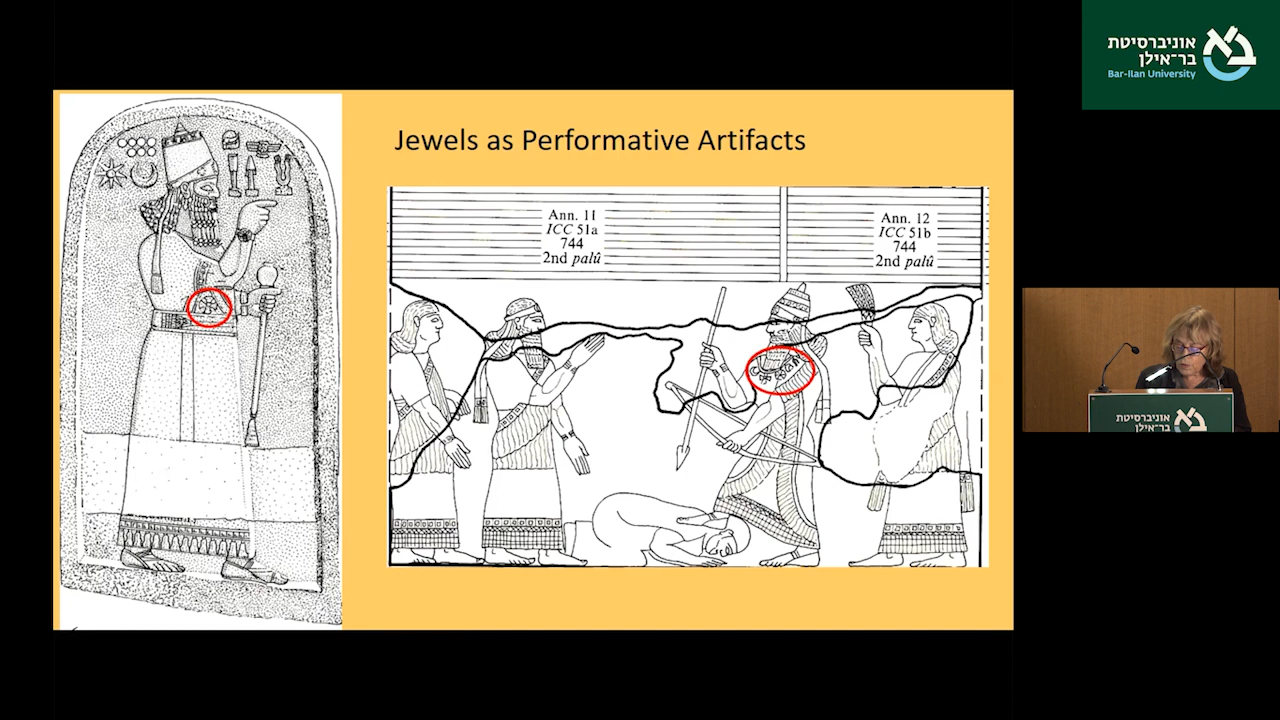 Jewels as Performative Artifacts
Ann. 11
ICC 51a
744
2nd palû
Ann. 12
ICC 51b
744
2nd palû
אוניברסיטת
בר־אילן
Bar-Ilan University
אוניברסיטת
בר־אילן